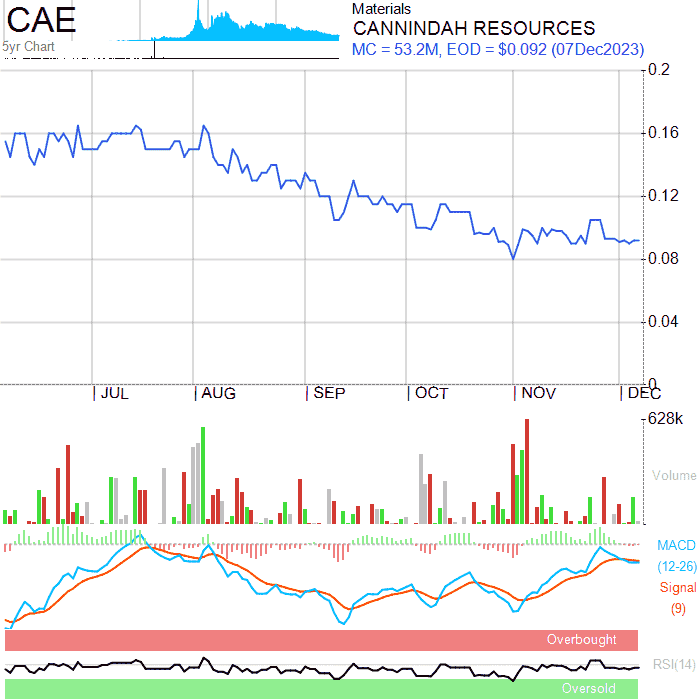 CAE
5yr Chart
Materials
CANNINDAH RESOURCES
MC = 53.2M, EOD = $0.092 (07Dec2023)
0.2
0.16
0.12
0.08
0.04
0
JUL
AUG
SEP
OCT
NOV
DEC
628k
Volume
MACD
(12-26)
Signal
(9)
Overbought
RSI(14)
Oversold